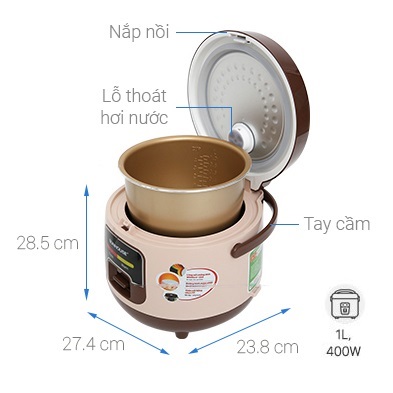 Nắp nồi
Lỗ thoát
hơi nước
Tay cầm
28.5 cm
27.4 cm
23.8 cm
1L,
400W